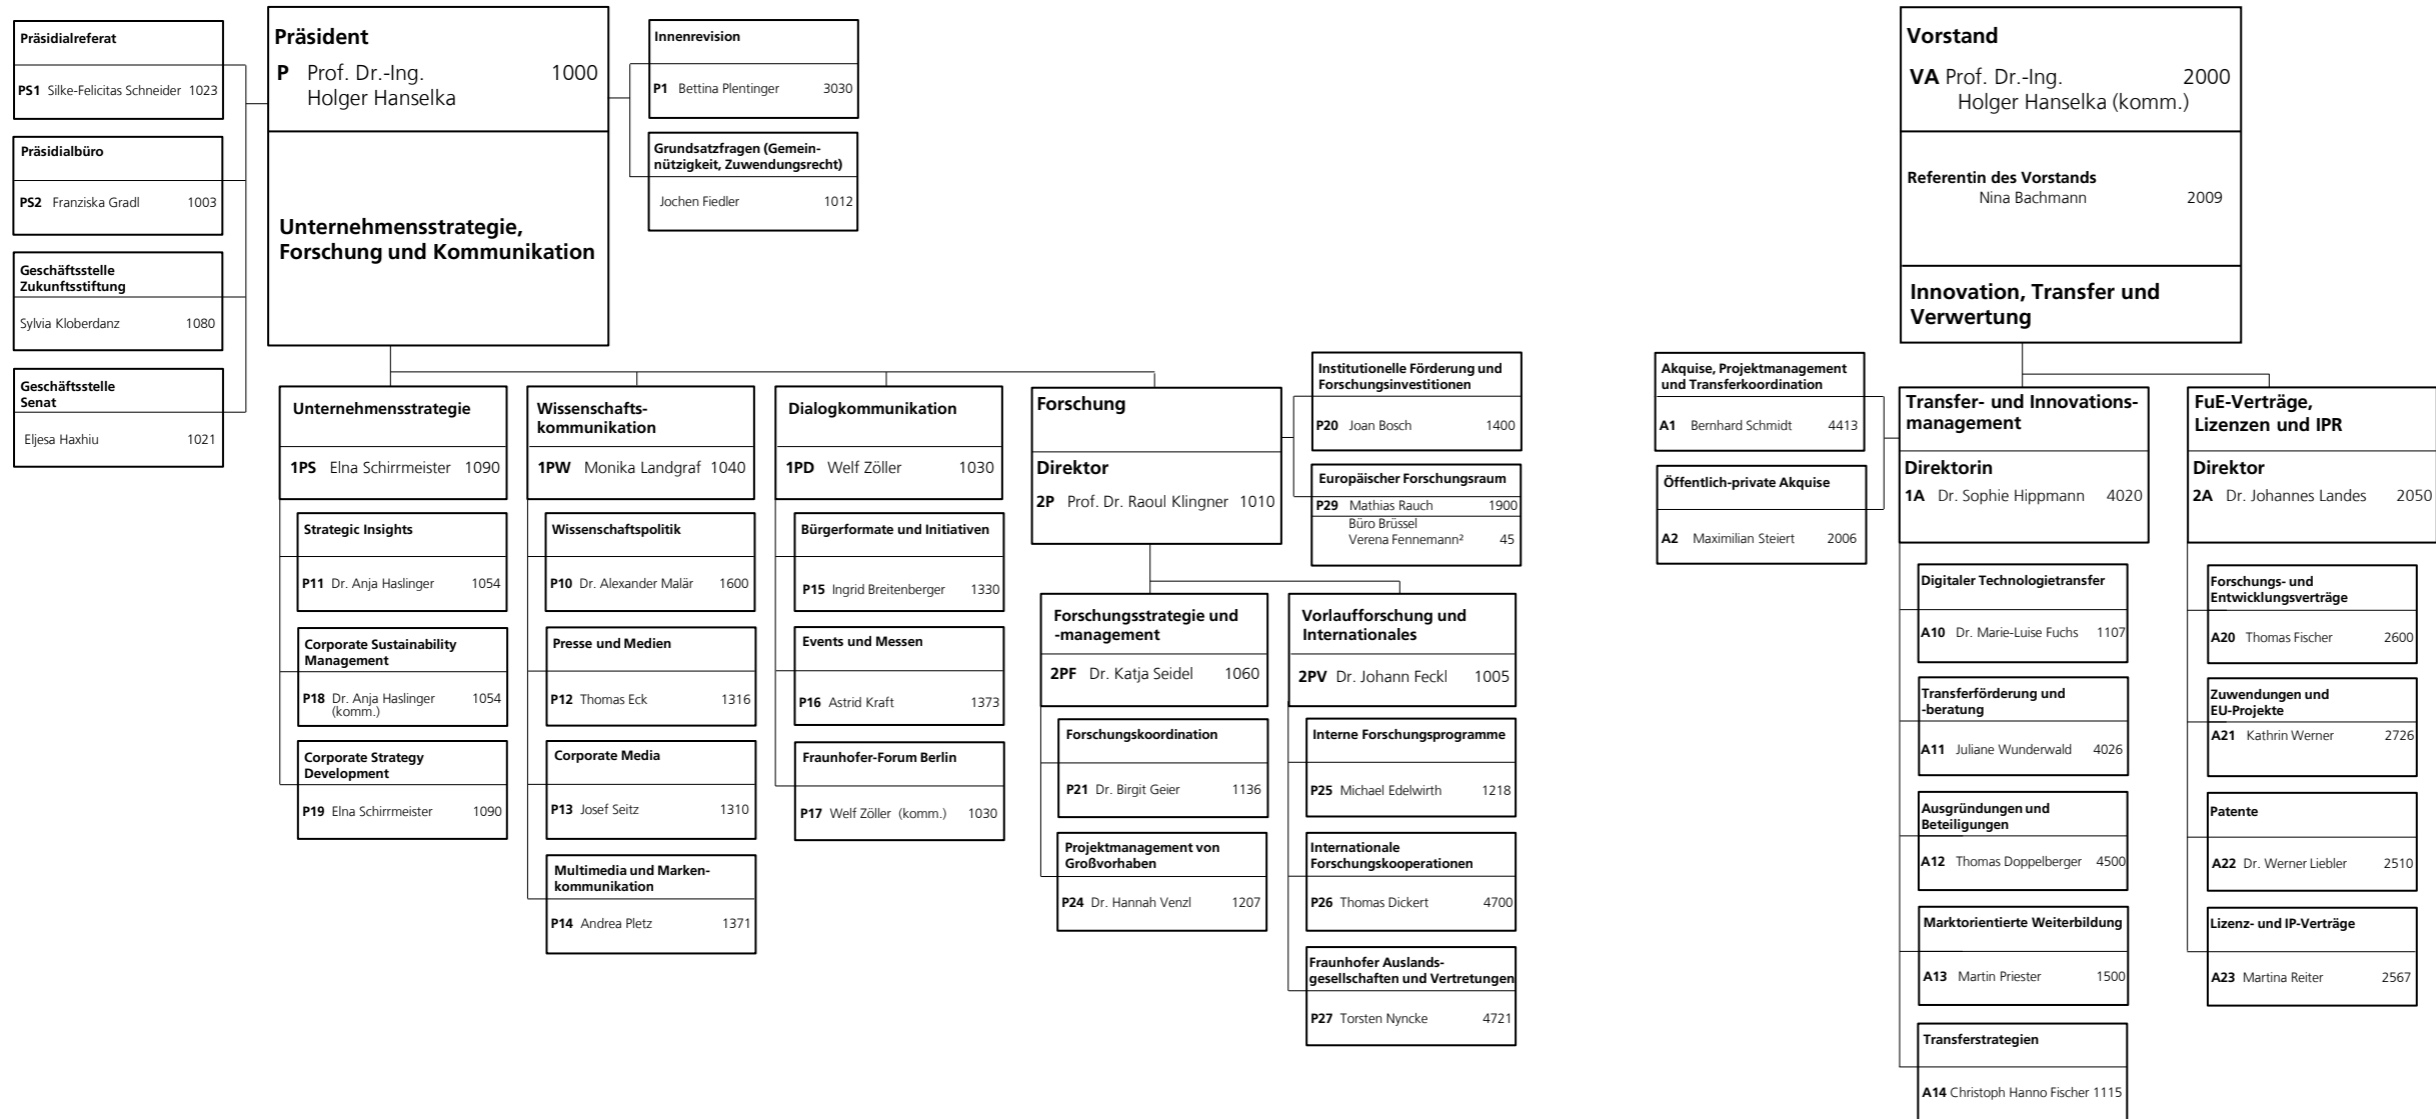 Präsidialreferat
PS1 Silke-Felicitas Schneider 1023
Präsidialbüro
PS2 Franziska Gradl 1003
Geschäftsstelle
Zukunftsstiftung
Sylvia Kloberdanz 1080
Geschäftsstelle
Senat
Eljesa Haxhiu 1021
Präsident
P Prof. Dr.-Ing. 1000
Holger Hanselka
Unternehmensstrategie,
Forschung und Kommunikation
Innenrevision
P1 Bettina Plentinger 3030
Grundsatzfragen (Gemein-
nützigkeit, Zuwendungsrecht)
Jochen Fiedler 1012
Unternehmensstrategie
1PS Elna Schirrmeister 1090
Strategic Insights
P11 Dr. Anja Haslinger 1054
Corporate Sustainability
Management
P18 Dr. Anja Haslinger 1054
(komm.)
Corporate Strategy
Development
P19 Elna Schirrmeister 1090
Wissenschafts-
kommunikation
1PW Monika Landgraf 1040
Wissenschaftspolitik
P10 Dr. Alexander Malär 1600
Presse und Medien
P12 Thomas Eck 1316
Corporate Media
P13 Josef Seitz 1310
Multimedia und Marken-
kommunikation
P14 Andrea Pletz 1371
Dialogkommunikation
1PD Welf Zöller 1030
Bürgerformate und Initiativen
P15 Ingrid Breitenberger 1330
Events und Messen
P16 Astrid Kraft 1373
Fraunhofer-Forum Berlin
P17 Welf Zöller (komm.) 1030
Forschung
Direktor
2P Prof. Dr. Raoul Klingner 1010
Institutionelle Förderung und
Forschungsinvestitionen
P20 Joan Bosch 1400
Europäischer Forschungsraum
P29 Mathias Rauch 1900
Büro Brüssel
Verena Fennemann² 45
Forschungsstrategie und
-management
2PF Dr. Katja Seidel 1060
Forschungskoordination
P21 Dr. Birgit Geier 1136
Projektmanagement von
Großvorhaben
P24 Dr. Hannah Venzl 1207
Vorlaufforschung und
Internationales
2PV Dr. Johann Feckl 1005
Interne Forschungsprogramme
P25 Michael Edelwirth 1218
Internationale
Forschungskooperationen
P26 Thomas Dickert 4700
Fraunhofer Auslands-
gesellschaften und Vertretungen
P27 Torsten Nyncke 4721
Vorstand
VA Prof. Dr.-Ing. 2000
Holger Hanselka (komm.)
Referentin des Vorstands
Nina Bachmann 2009
Innovation, Transfer und
Verwertung
Akquise, Projektmanagement
und Transferkoordination
A1 Bernhard Schmidt 4413
Öffentlich-private Akquise
A2 Maximilian Steiert 2006
Transfer- und Innovations-
management
Direktorin
1A Dr. Sophie Hippmann 4020
Digitaler Technologietransfer
A10 Dr. Marie-Luise Fuchs 1107
Transferförderung und
-beratung
A11 Juliane Wunderwald 4026
Ausgründungen und
Beteiligungen
A12 Thomas Doppelberger 4500
Marktorientierte Weiterbildung
A13 Martin Priester 1500
Transferstrategien
A14 Christoph Hanno Fischer 1115
FuE-Verträge,
Lizenzen und IPR
Direktor
2A Dr. Johannes Landes 2050
Forschungs- und
Entwicklungsverträge
A20 Thomas Fischer 2600
Zuwendungen und
EU-Projekte
A21 Kathrin Werner 2726
Patente
A22 Dr. Werner Liebler 2510
Lizenz- und IP-Verträge
A23 Martina Reiter 2567